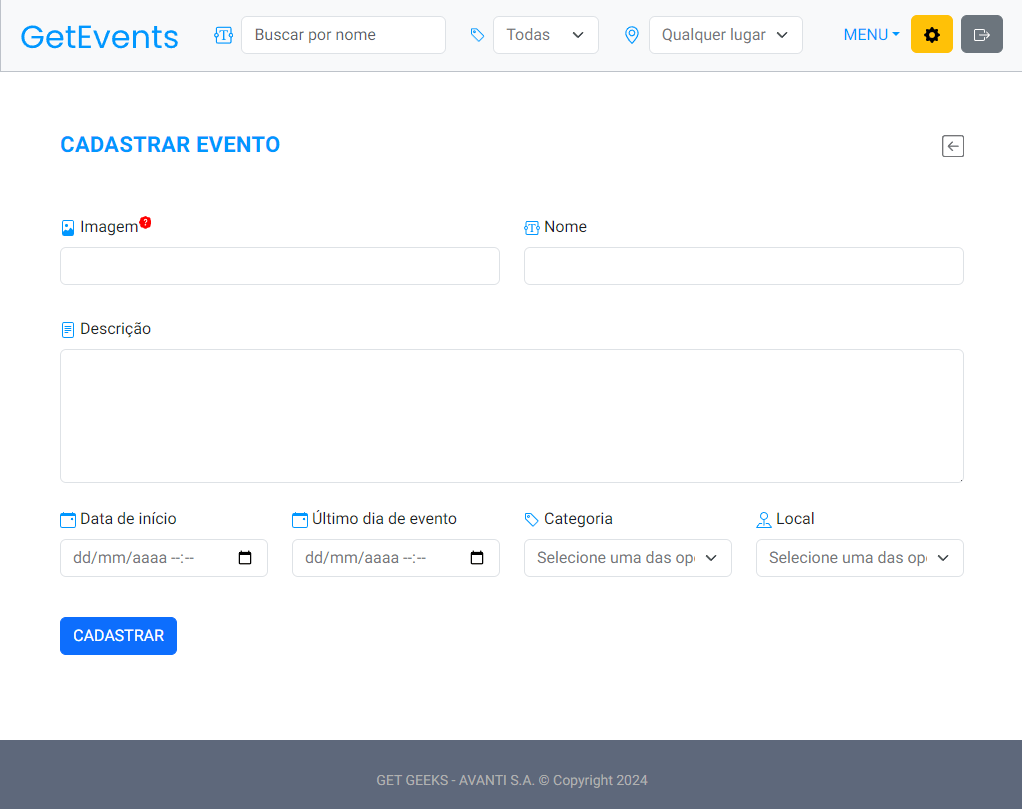 GetEvents Buscar por nome Todas Qualquer lugar MENU
CADASTRAR EVENTO
Imagem? Nome
Descrição
Data de início Último dia de evento Categoria Local
dd/mm/aaaa --:-- dd/mm/aaaa --:-- Selecione uma das op Selecione uma das op
CADASTRAR
GET GEEKS - AVANTI S.A. © Copyright 2024